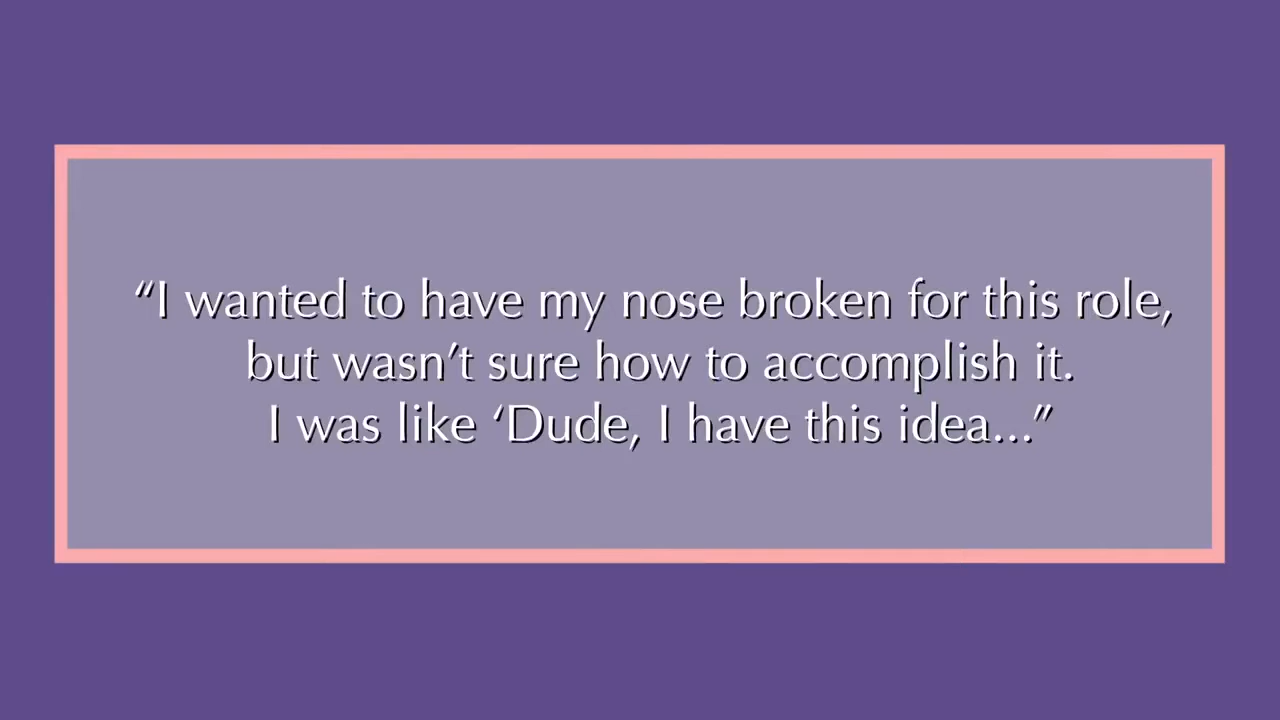 “I wanted to have my nose broken for this role,
but wasn’t sure how to accomplish it.
I was like ‘Dude, I have this idea...”